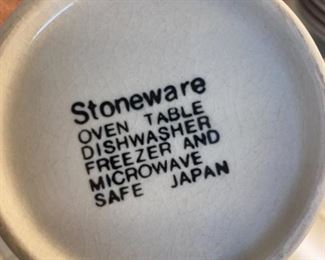 Stoneware
OVEN TABLE
DISHWASHER
FREEZER AND
MICROWAVE
SAFE JAPAN